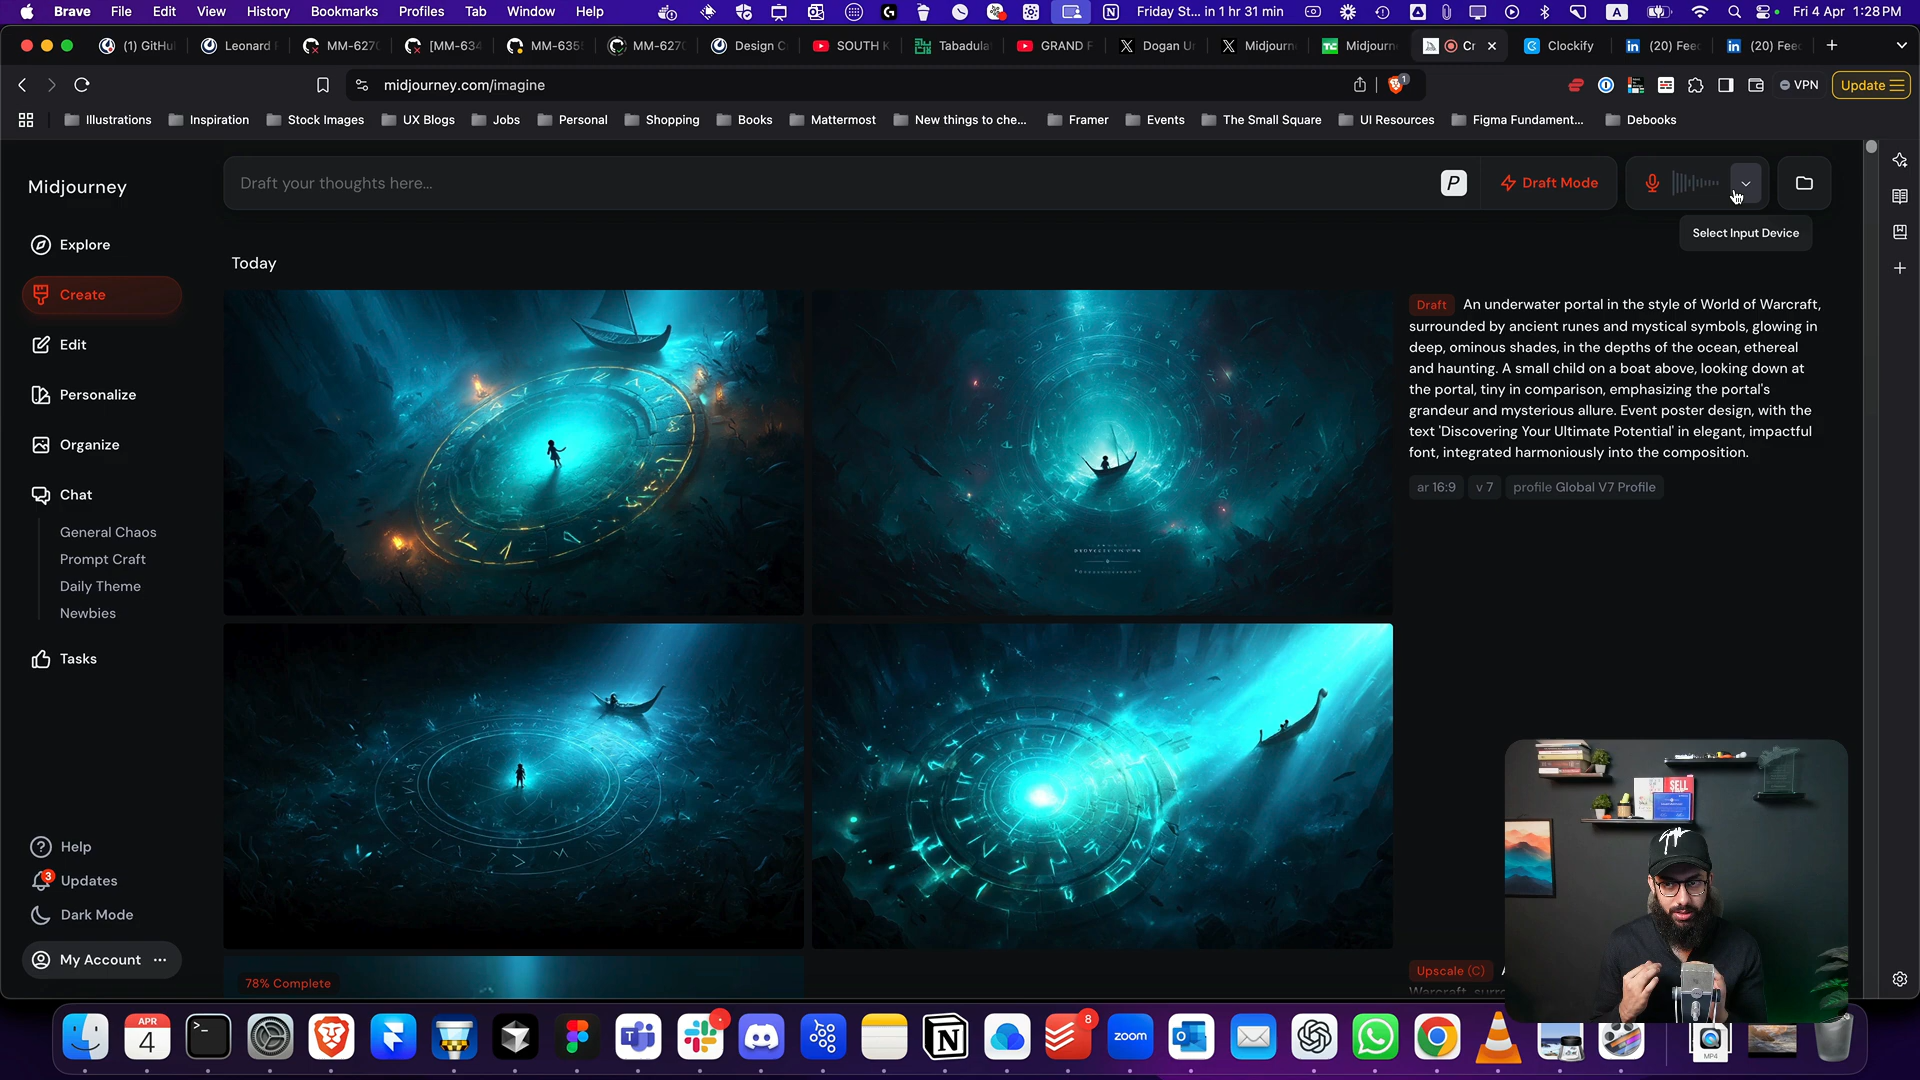 Brave File Edit View History Bookmarks Profiles Tab Window Help
Friday St... in 1 hr 31 min
Fri 4 Apr 1:28 PM
(1) GitHu
Leonard
MM-627(
[MM-634
MM-635
MM-627(
Design C
SOUTH K
Tabadula
GRAND F
Dogan U
Midjourn
Midjourn
Cr
Clockify
(20) Fee
(20) Fee
midjourney.com/imagine
1
VPN
Update
Illustrations
Inspiration
Stock Images
UX Blogs
Jobs
Personal
Shopping
Books
Mattermost
New things to che...
Framer
Events
The Small Square
UI Resources
Figma Fundament...
Debooks
Midjourney
Draft your thoughts here...
P
Draft Mode
Select Input Device
Explore
Create
Edit
Personalize
Organize
Chat
General Chaos
Prompt Craft
Daily Theme
Newbies
Tasks
Help
3
Updates
Dark Mode
My Account
Today
Draft An underwater portal in the style of World of Warcraft,
surrounded by ancient runes and mystical symbols, glowing in
deep, ominous shades, in the depths of the ocean, ethereal
and haunting. A small child on a boat above, looking down at
the portal, tiny in comparison, emphasizing the portal's
grandeur and mysterious allure. Event poster design, with the
text 'Discovering Your Ultimate Potential' in elegant, impactful
font, integrated harmoniously into the composition.
ar 16:9
v 7
profile Global V7 Profile
78% Complete
Upscale (C)
SELL
APR
4
8
zoom
MP4